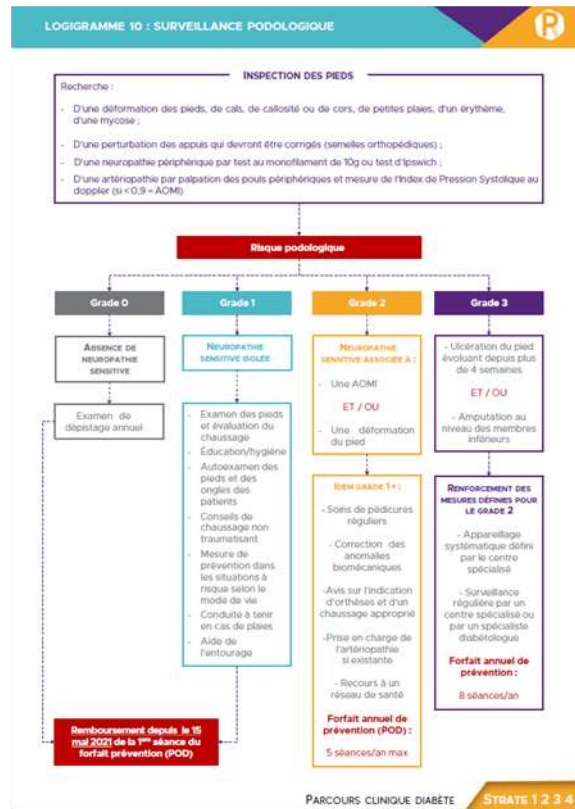 LOGIGRAMME 10 : SURVEILLANCE PODOLOGIQUE
INSPECTION DES PIEDS
Recherche :
- D'une déformation des pieds, de cals, de callosité ou de cors, de petites plaies, d'un érythème,
d'une mycose ;
- D'une perturbation des appuis qui devront être corrigés (semelles orthopédiques) ;
- D'une neuropathie périphérique par test au monofilament de 10g ou test d'Ipswich ;
- D'une artériopathie par palpation des pouls périphériques et mesure de l'Index de Pression Systolique au
doppler (si <0,9 = AOMI)
Risque podologique
Grade 0
ABSENCE DE
NEUROPATHIE
SENSITIVE
Examen de
dépistage annuel
Grade 1
NEUROPATHIE
SENSITIVE ISOLÉE
- Examen des pieds
et évaluation du
chaussage
- Éducation/hygiène
- Autoexamen des
pieds et des
ongles des
patients
- Conseils de
chaussage non
traumatisant
- Mesure de
prévention dans
les situations à
risque selon le
mode de vie
- Conduite à tenir
en cas de plaies
- Aide de
l'entourage
Remboursement depuis le 15
mai 2021 de la 1ère séance du
forfait prévention (POD)
Grade 2
NEUROPATHIE
SENSITIVE ASSOCIÉE À :
- Une AOMI
ET / OU
- Une déformation
du pied
IDEM GRADE 1+ :
- Soins de pédicures
réguliers
- Correction des
anomalies
biomécaniques
-Avis sur l'indication
d'orthèses et d'un
chaussage approprié
-Prise en charge de
l'artériopathie
si existante
- Recours à un
réseau de santé
Forfait annuel de
prévention (POD) :
5 séances/an max
Grade 3
- Ulcération du pied
évoluant depuis plus
de 4 semaines
ET / OU
- Amputation au
niveau des membres
inférieurs
RENFORCEMENT DES
MESURES DÉFINIES POUR
LE GRADE 2
- Appareillage
systématique défini
par le centre
spécialisé
- Surveillance
régulière par un
centre spécialisé ou
par un spécialiste
diabétologue
Forfait annuel de
prévention :
8 séances/an
PARCOURS CLINIQUE DIABÈTE
STRATE 1 2 3 4